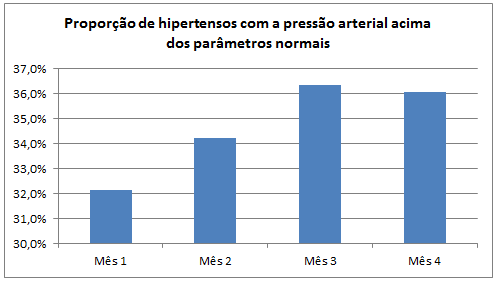 Proporção de hipertensos com a pressão arterial acima
dos parâmetros normais
37,0%
36,0%
35,0%
34,0%
33,0%
32,0%
31,0%
30,0%
Mês 1 Mês 2 Mês 3 Mês 4